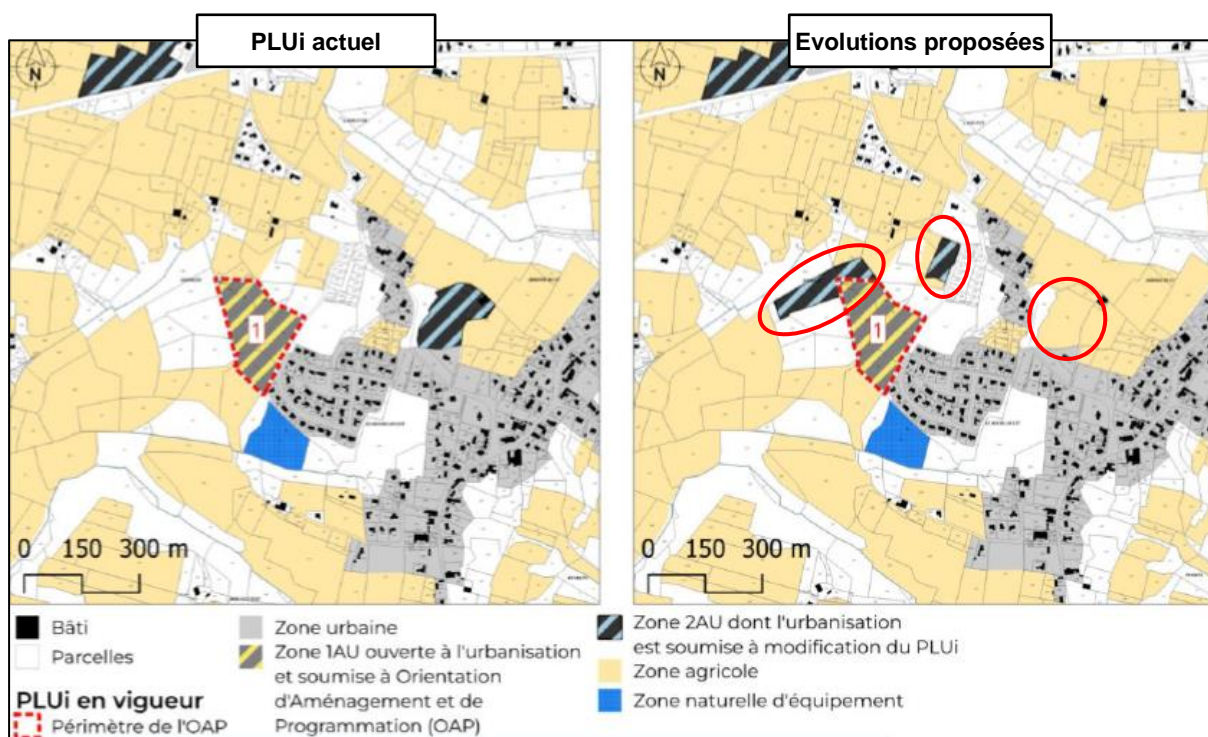 PLUi actuel
Evolutions proposées
N
N
1
1
0 150 300 m
0 150 300 m
Bâti
Parcelles
PLUi en vigueur
Périmètre de l'OAP
Zone urbaine
Zone 1AU ouverte à l'urbanisation
et soumise à Orientation
d'Aménagement et de
Programmation (OAP)
Zone 2AU dont l'urbanisation
est soumise à modification du PLUi
Zone agricole
Zone naturelle d'équipement